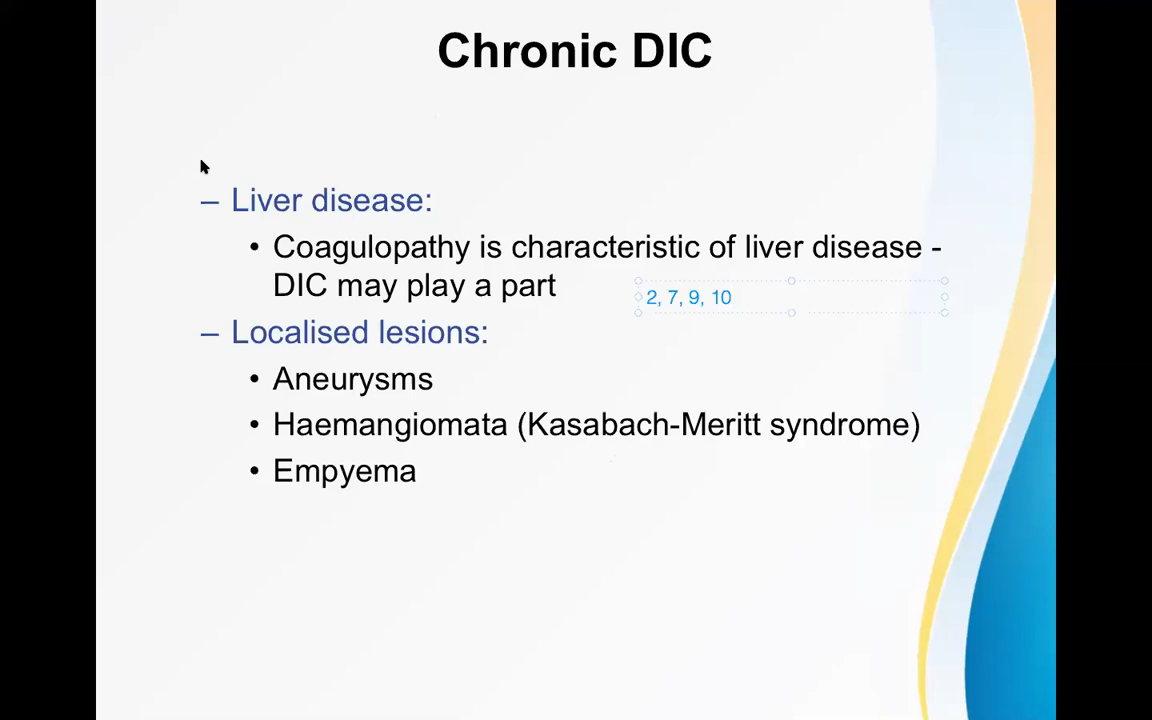 Chronic DIC
– Liver disease:
• Coagulopathy is characteristic of liver disease -
DIC may play a part
2, 7, 9, 10
– Localised lesions:
• Aneurysms
• Haemangiomata (Kasabach-Meritt syndrome)
• Empyema